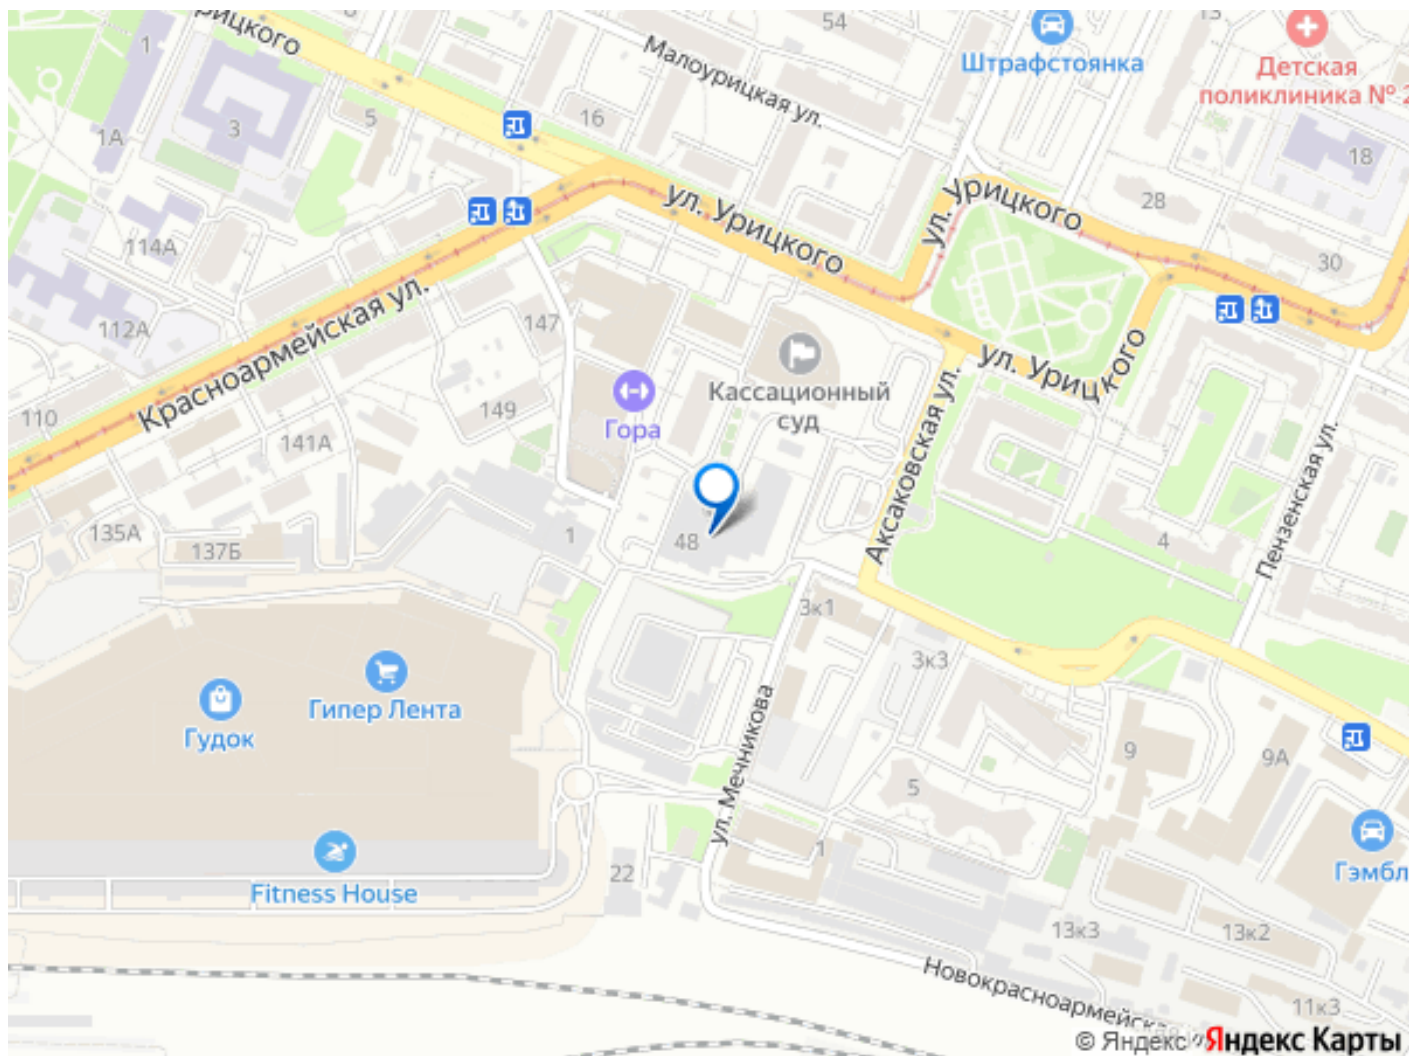 Урицкого
54
13
Малоурицкая ул.
Штрафстоянка
Детская
поликлиника № 2
1
8
1А
3
5
16
18
ул. Урицкого
ул. Урицкого
28
30
114А
112А
147
Красноармейская ул.
Кассационный
суд
ул. Урицкого
Гора
149
110
141А
Аксаковская ул.
Пензенская ул.
135А
137Б
1
48
4
3к1
3к3
Гипер Лента
Гудок
ул. Мечникова
9
9А
5
1
Гэмбл
Fitness House
22
13к3
13к2
Новокрасноармейская
11к3
© Яндекс Яндекс Карты